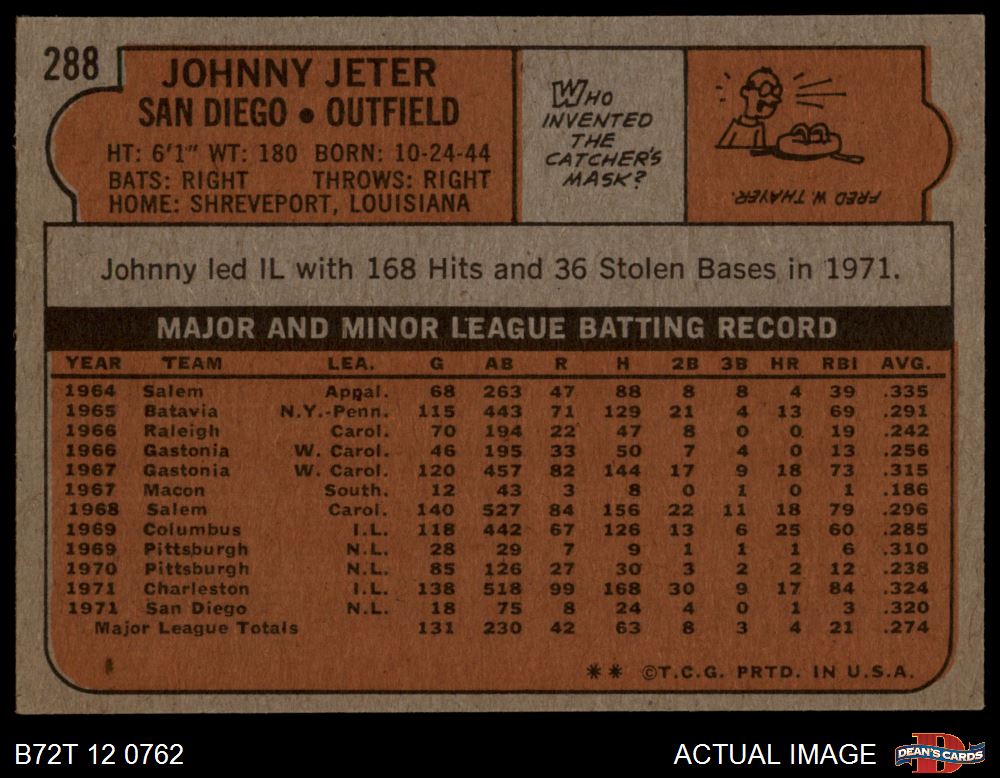 288
JOHNNY JETER
SAN DIEGO • OUTFIELD
HT: 6'1" WT: 180 BORN: 10-24-44
BATS: RIGHT THROWS: RIGHT
HOME: SHREVEPORT, LOUISIANA
WHO
INVENTED
THE
CATCHER'S
MASK?
FRED W. THAYER.
Johnny led IL with 168 Hits and 36 Stolen Bases in 1971.
MAJOR AND MINOR LEAGUE BATTING RECORD
YEAR TEAM LEA. G AB R H 2B 3B HR RBI AVG.
1964 Salem Appal. 68 263 47 88 8 8 4 39 .335
1965 Batavia N.Y.-Penn. 115 443 71 129 21 4 13 69 .291
1966 Raleigh Carol. 70 194 22 47 8 0 0 19 .242
1966 Gastonia W. Carol. 46 195 33 50 7 4 0 13 .256
1967 Gastonia W. Carol. 120 457 82 144 17 9 18 73 .315
1967 Macon South. 12 43 3 8 0 1 0 1 .186
1968 Salem Carol. 140 527 84 156 22 11 18 79 .296
1969 Columbus I.L. 118 442 67 126 13 6 25 60 .285
1969 Pittsburgh N.L. 28 29 7 9 1 1 1 6 .310
1970 Pittsburgh N.L. 85 126 27 30 3 2 2 12 .238
1971 Charleston I.L. 138 518 99 168 30 9 17 84 .324
1971 San Diego N.L. 18 75 8 24 4 0 1 3 .320
Major League Totals 131 230 42 63 8 3 4 21 .274
** ©T.C.G. PRTD. IN U.S.A.
B72T 12 0762
ACTUAL IMAGE
DEAN'S CARDS